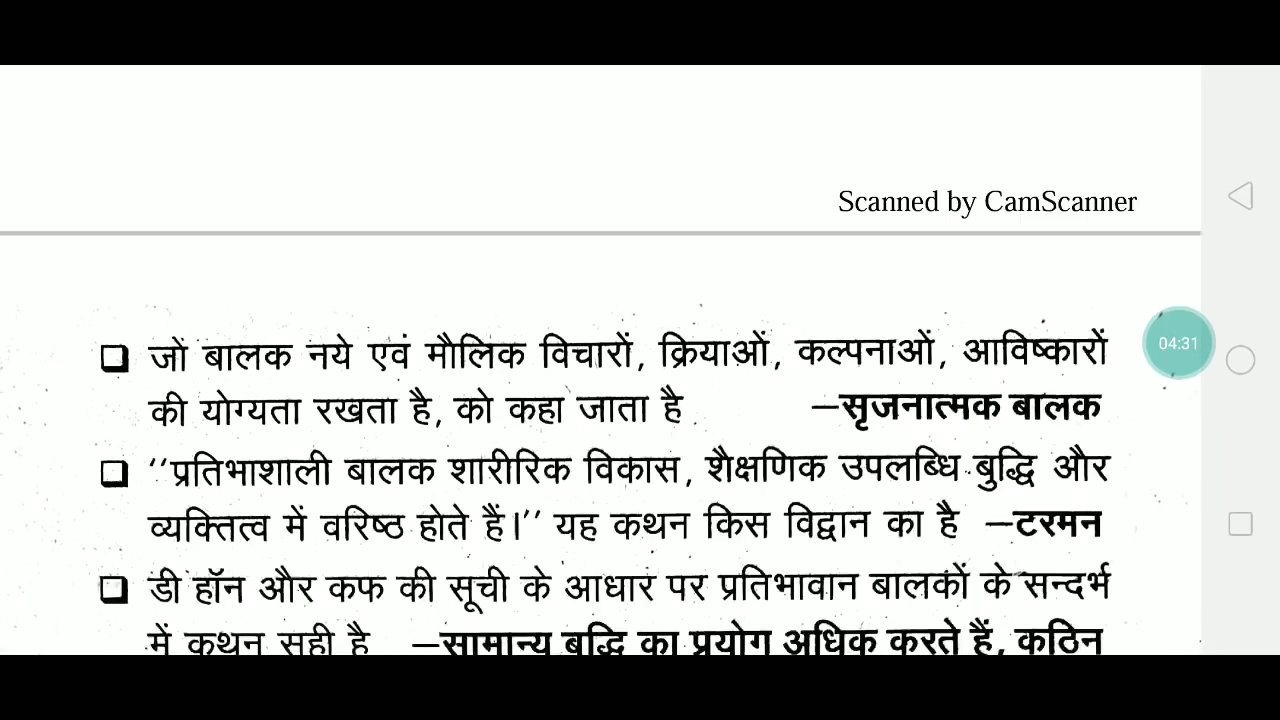 Scanned by CamScanner
❑ जो बालक नये एवं मौलिक विचारों, क्रियाओं, कल्पनाओं, आविष्कारों
04:31
की योग्यता रखता है, को कहा जाता है –सृजनात्मक बालक
❑ ‘‘प्रतिभाशाली बालक शारीरिक विकास, शैक्षणिक उपलब्धि बुद्धि और
व्यक्तित्व में वरिष्ठ होते हैं।’’ यह कथन किस विद्वान का है –टरमन
❑ डी हॉन और कफ की सूची के आधार पर प्रतिभावान बालकों के सन्दर्भ
में कथन सही है –सामान्य बुद्धि का प्रयोग अधिक करते हैं, कठिन